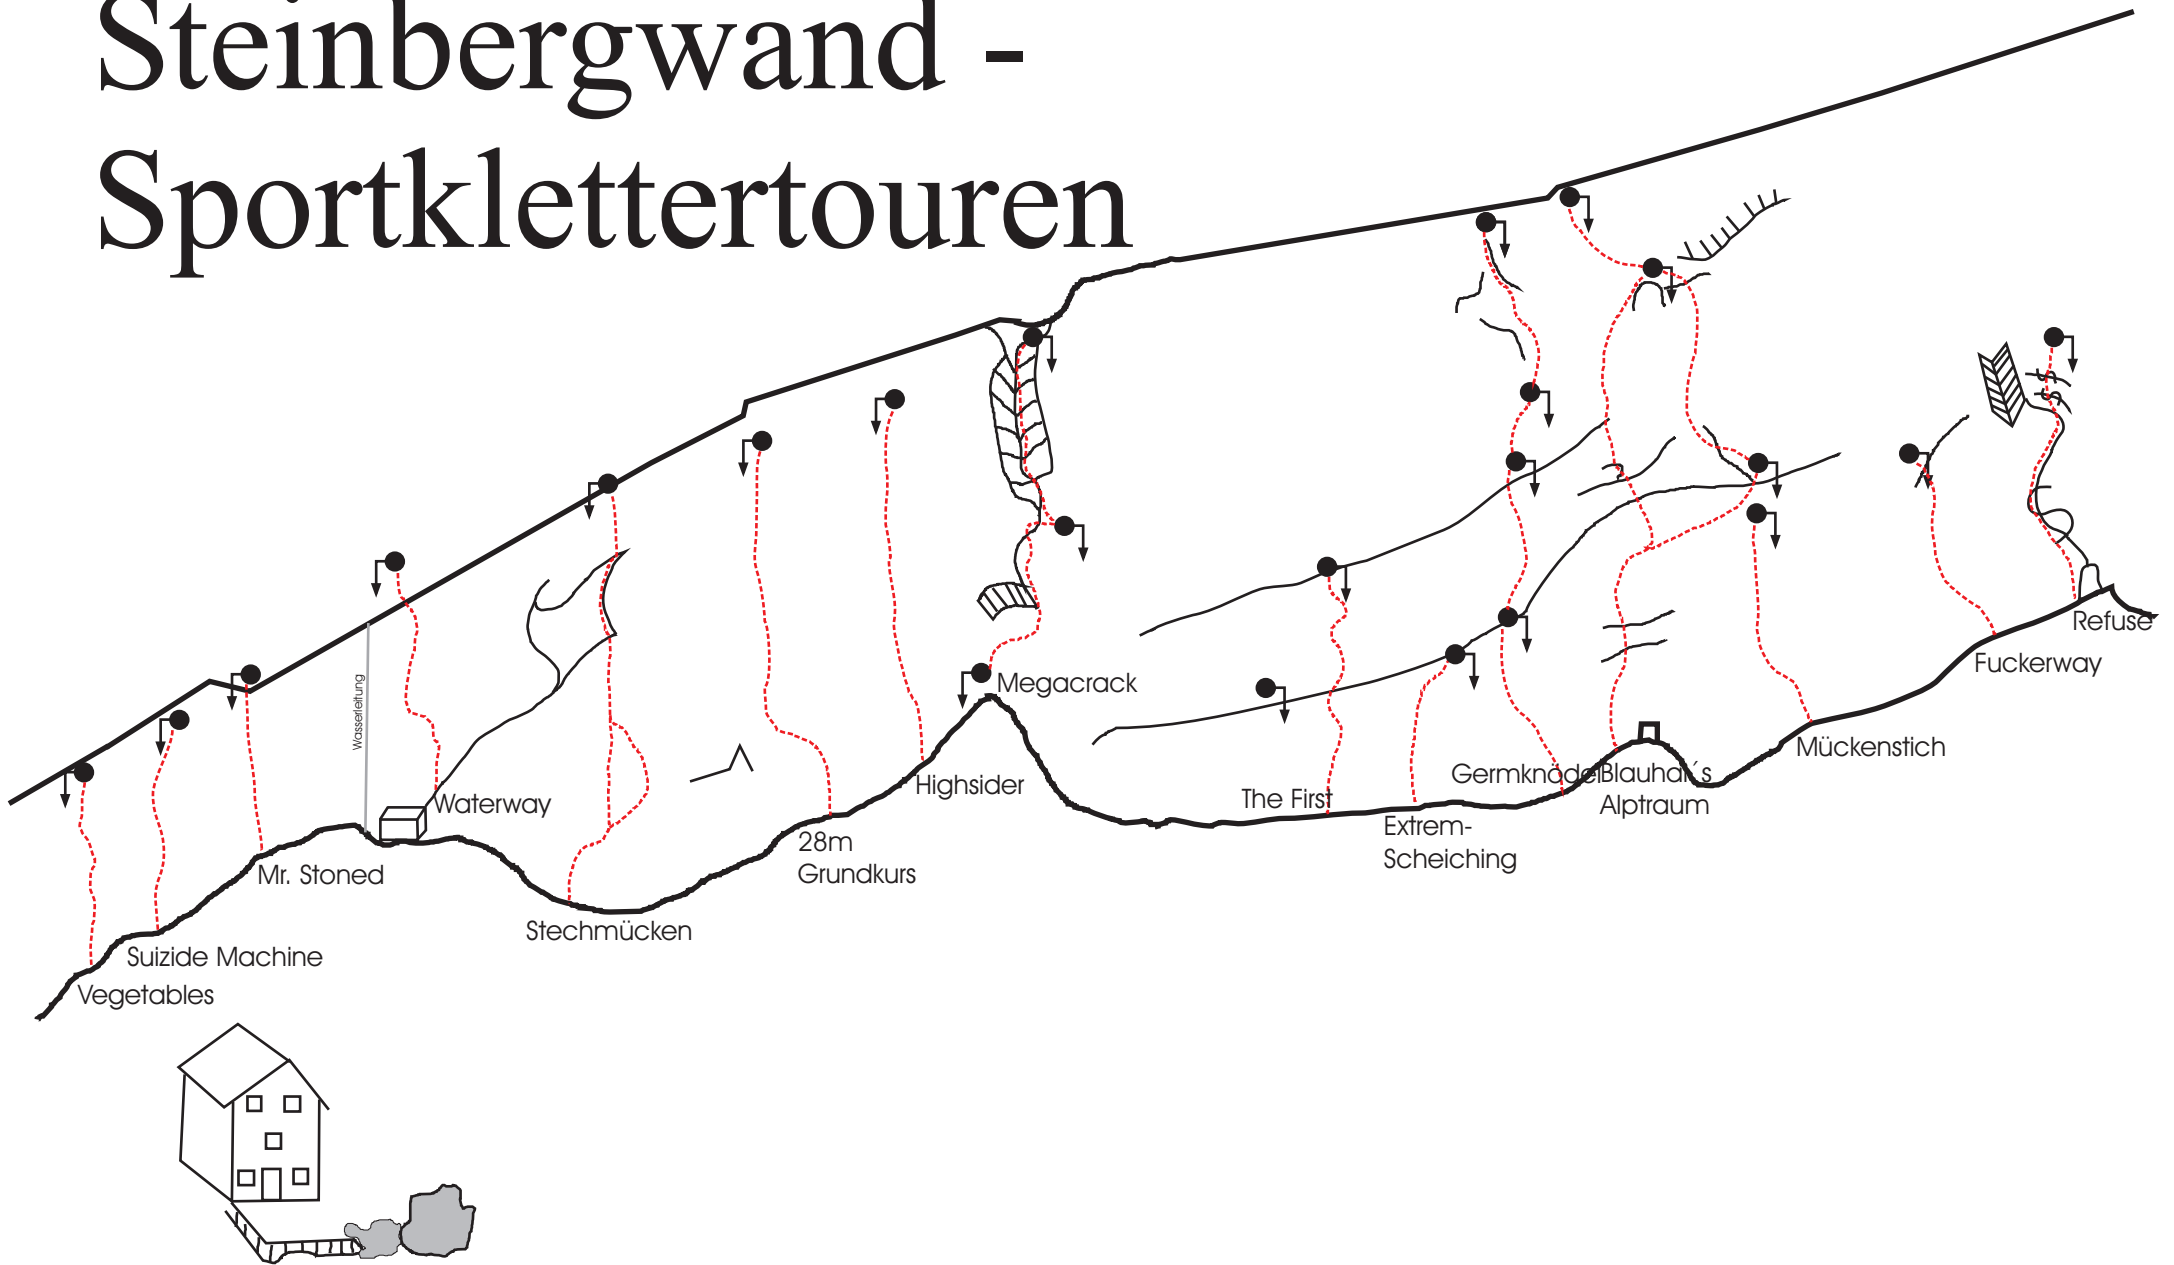 Steinbergwand -
Sportklettertouren
Wasserleitung
Megacrack
Refuse
Fuckerway
Mückenstich
Germknödel
Blauhai´s
Alptraum
Highsider
Waterway
The First
Extrem-
Scheiching
28m
Grundkurs
Mr. Stoned
Stechmücken
Suizide Machine
Vegetables